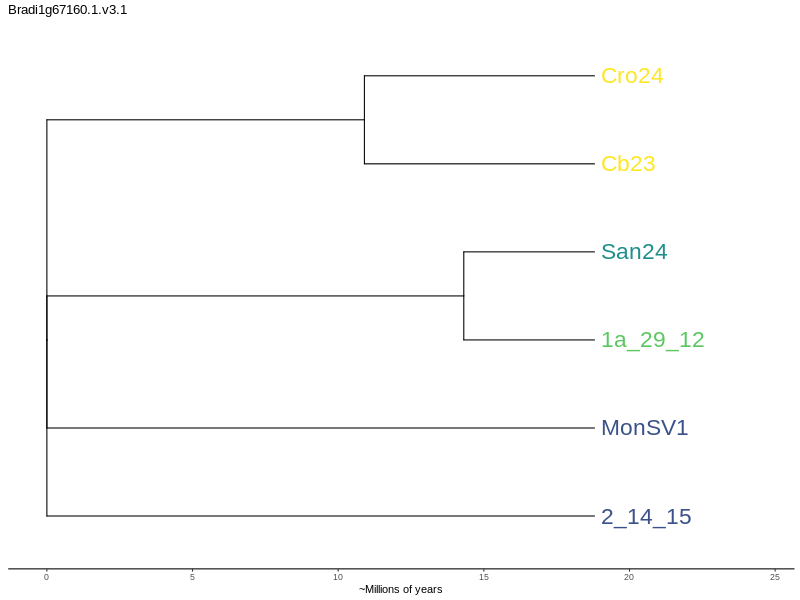 Bradi1g67160.1.v3.1
Cro24
Cb23
San24
1a_29_12
MonSV1
2_14_15
0 5 10 15 20 25
~Millions of years